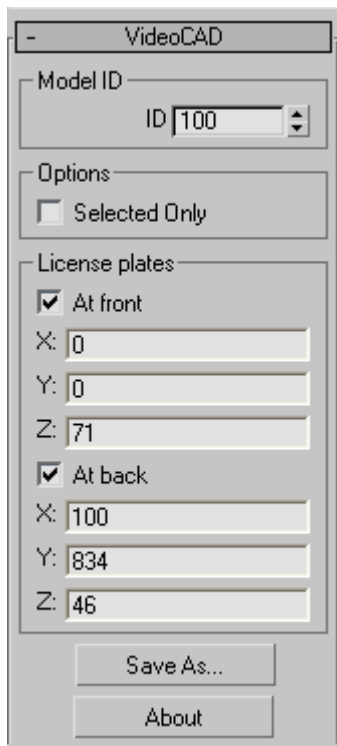 - VideoCAD
Model ID
ID 100
Options
Selected Only
License plates
At front
X: 0
Y: 0
Z: 71
At back
X: 100
Y: 834
Z: 46
Save As...
About